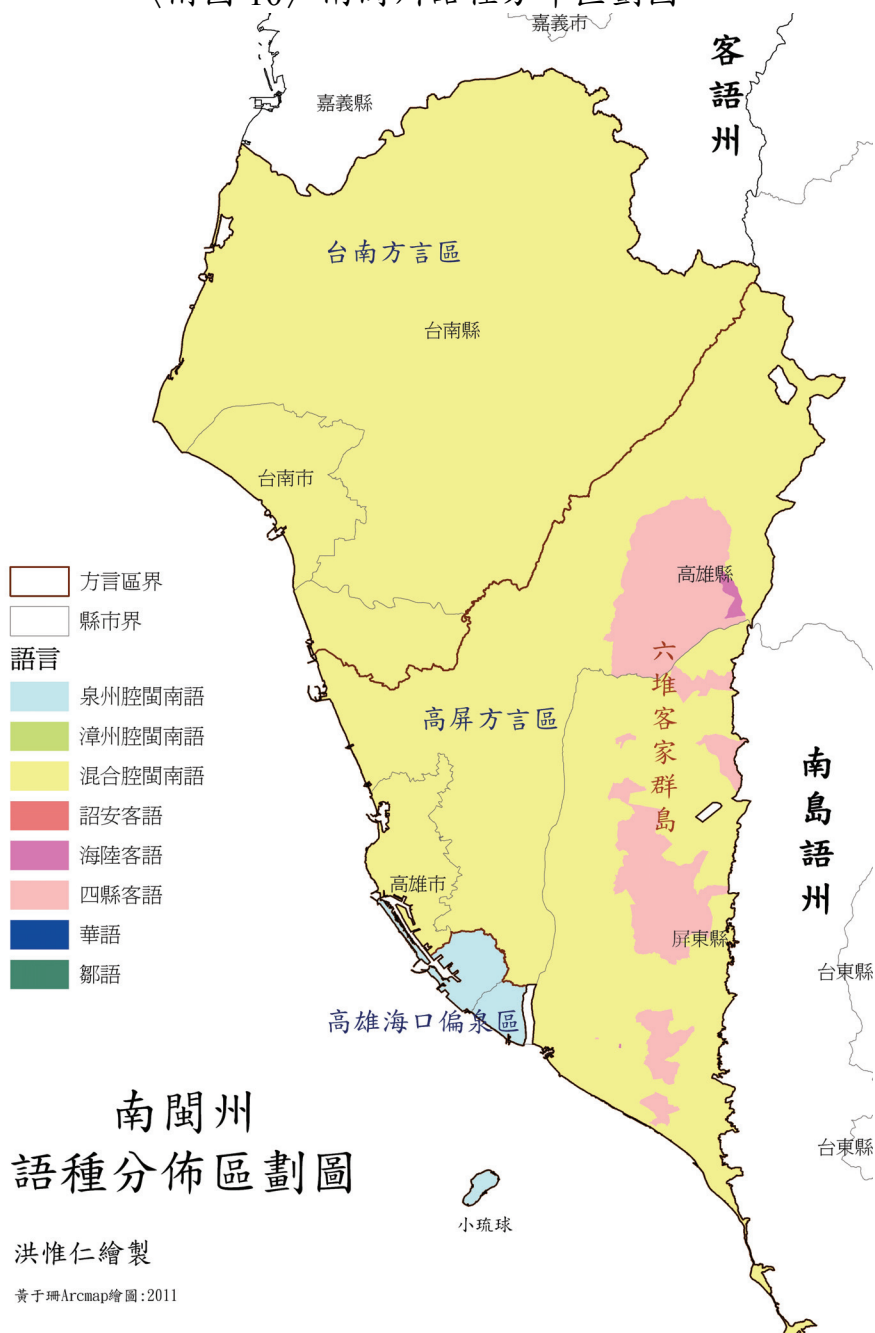 嘉義市
客語州
嘉義縣
台南方言區
台南縣
台南市
方言區界
縣市界
語言
泉州腔閩南語
漳州腔閩南語
混合腔閩南語
詔安客語
海陸客語
四縣客語
華語
鄒語
高雄縣
六堆客家群島
高屏方言區
南島語州
高雄市
屏東縣
台東縣
高雄海口偏泉區
南閩州
語種分佈區劃圖
台東縣
小琉球
洪惟仁繪製
黃于珊Arcmap繪圖:2011